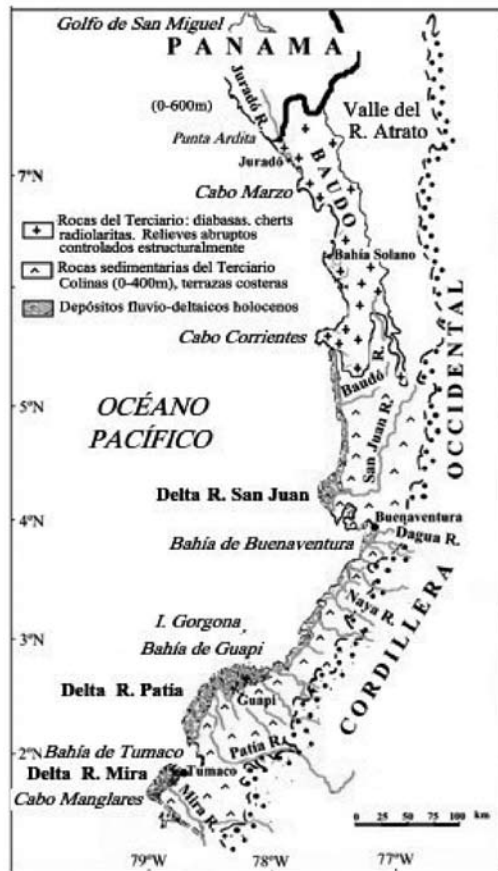 Golfo de San Miguel
PANAMA
Juradó R.
(0-600m)
Valle del
R. Atrato
Punta Ardita
Juradó
7°N
BAUDO
Cabo Marzo
Rocas del Terciario: diabasas, cherts
radiolaritas. Relieves abruptos
controlados estructuralmente
Bahía Solano
Rocas sedimentarias del Terciario
Colinas (0-400m), terrazas costeras
Depósitos fluvio-deltaicos holocenos
Cabo Corrientes
Baudó R.
OCCIDENTAL
5°N
OCÉANO
PACÍFICO
San Juan R.
Delta R. San Juan
4°N
Buenaventura
Dagua R.
Bahía de Buenaventura
Naya R.
I. Gorgona
3°N
Bahía de Guapi
CORDILLERA
Delta R. Patía
Guapi
Patía R.
2°N
Bahía de Tumaco
Delta R. Mira
Tumaco
Cabo Manglares
Mira R.
0 25 50 75 100 km
79°W
78°W
77°W